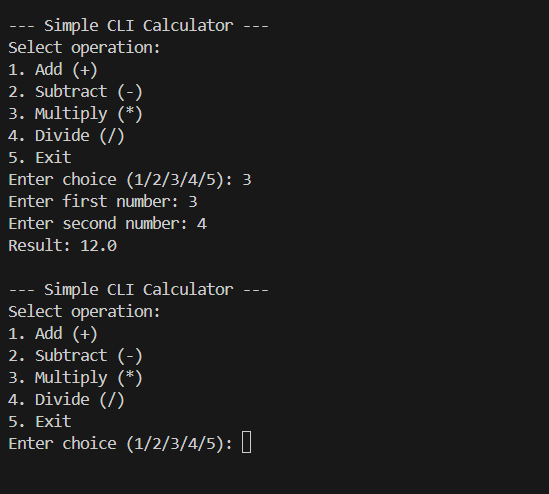 --- Simple CLI Calculator ---
Select operation:
1. Add (+)
2. Subtract (-)
3. Multiply (*)
4. Divide (/)
5. Exit
Enter choice (1/2/3/4/5): 3
Enter first number: 3
Enter second number: 4
Result: 12.0

--- Simple CLI Calculator ---
Select operation:
1. Add (+)
2. Subtract (-)
3. Multiply (*)
4. Divide (/)
5. Exit
Enter choice (1/2/3/4/5):